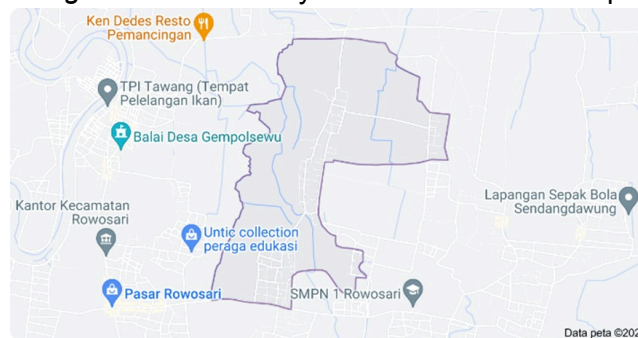 Ken Dedes Resto
Pemancingan
TPI Tawang (Tempat
Pelelangan Ikan)
Balai Desa Gempolsewu
Kantor Kecamatan
Rowosari
Lapangan Sepak Bola
Sendangdawung
Untic collection
peraga edukasi
Pasar Rowosari
SMPN 1 Rowosari
Data peta